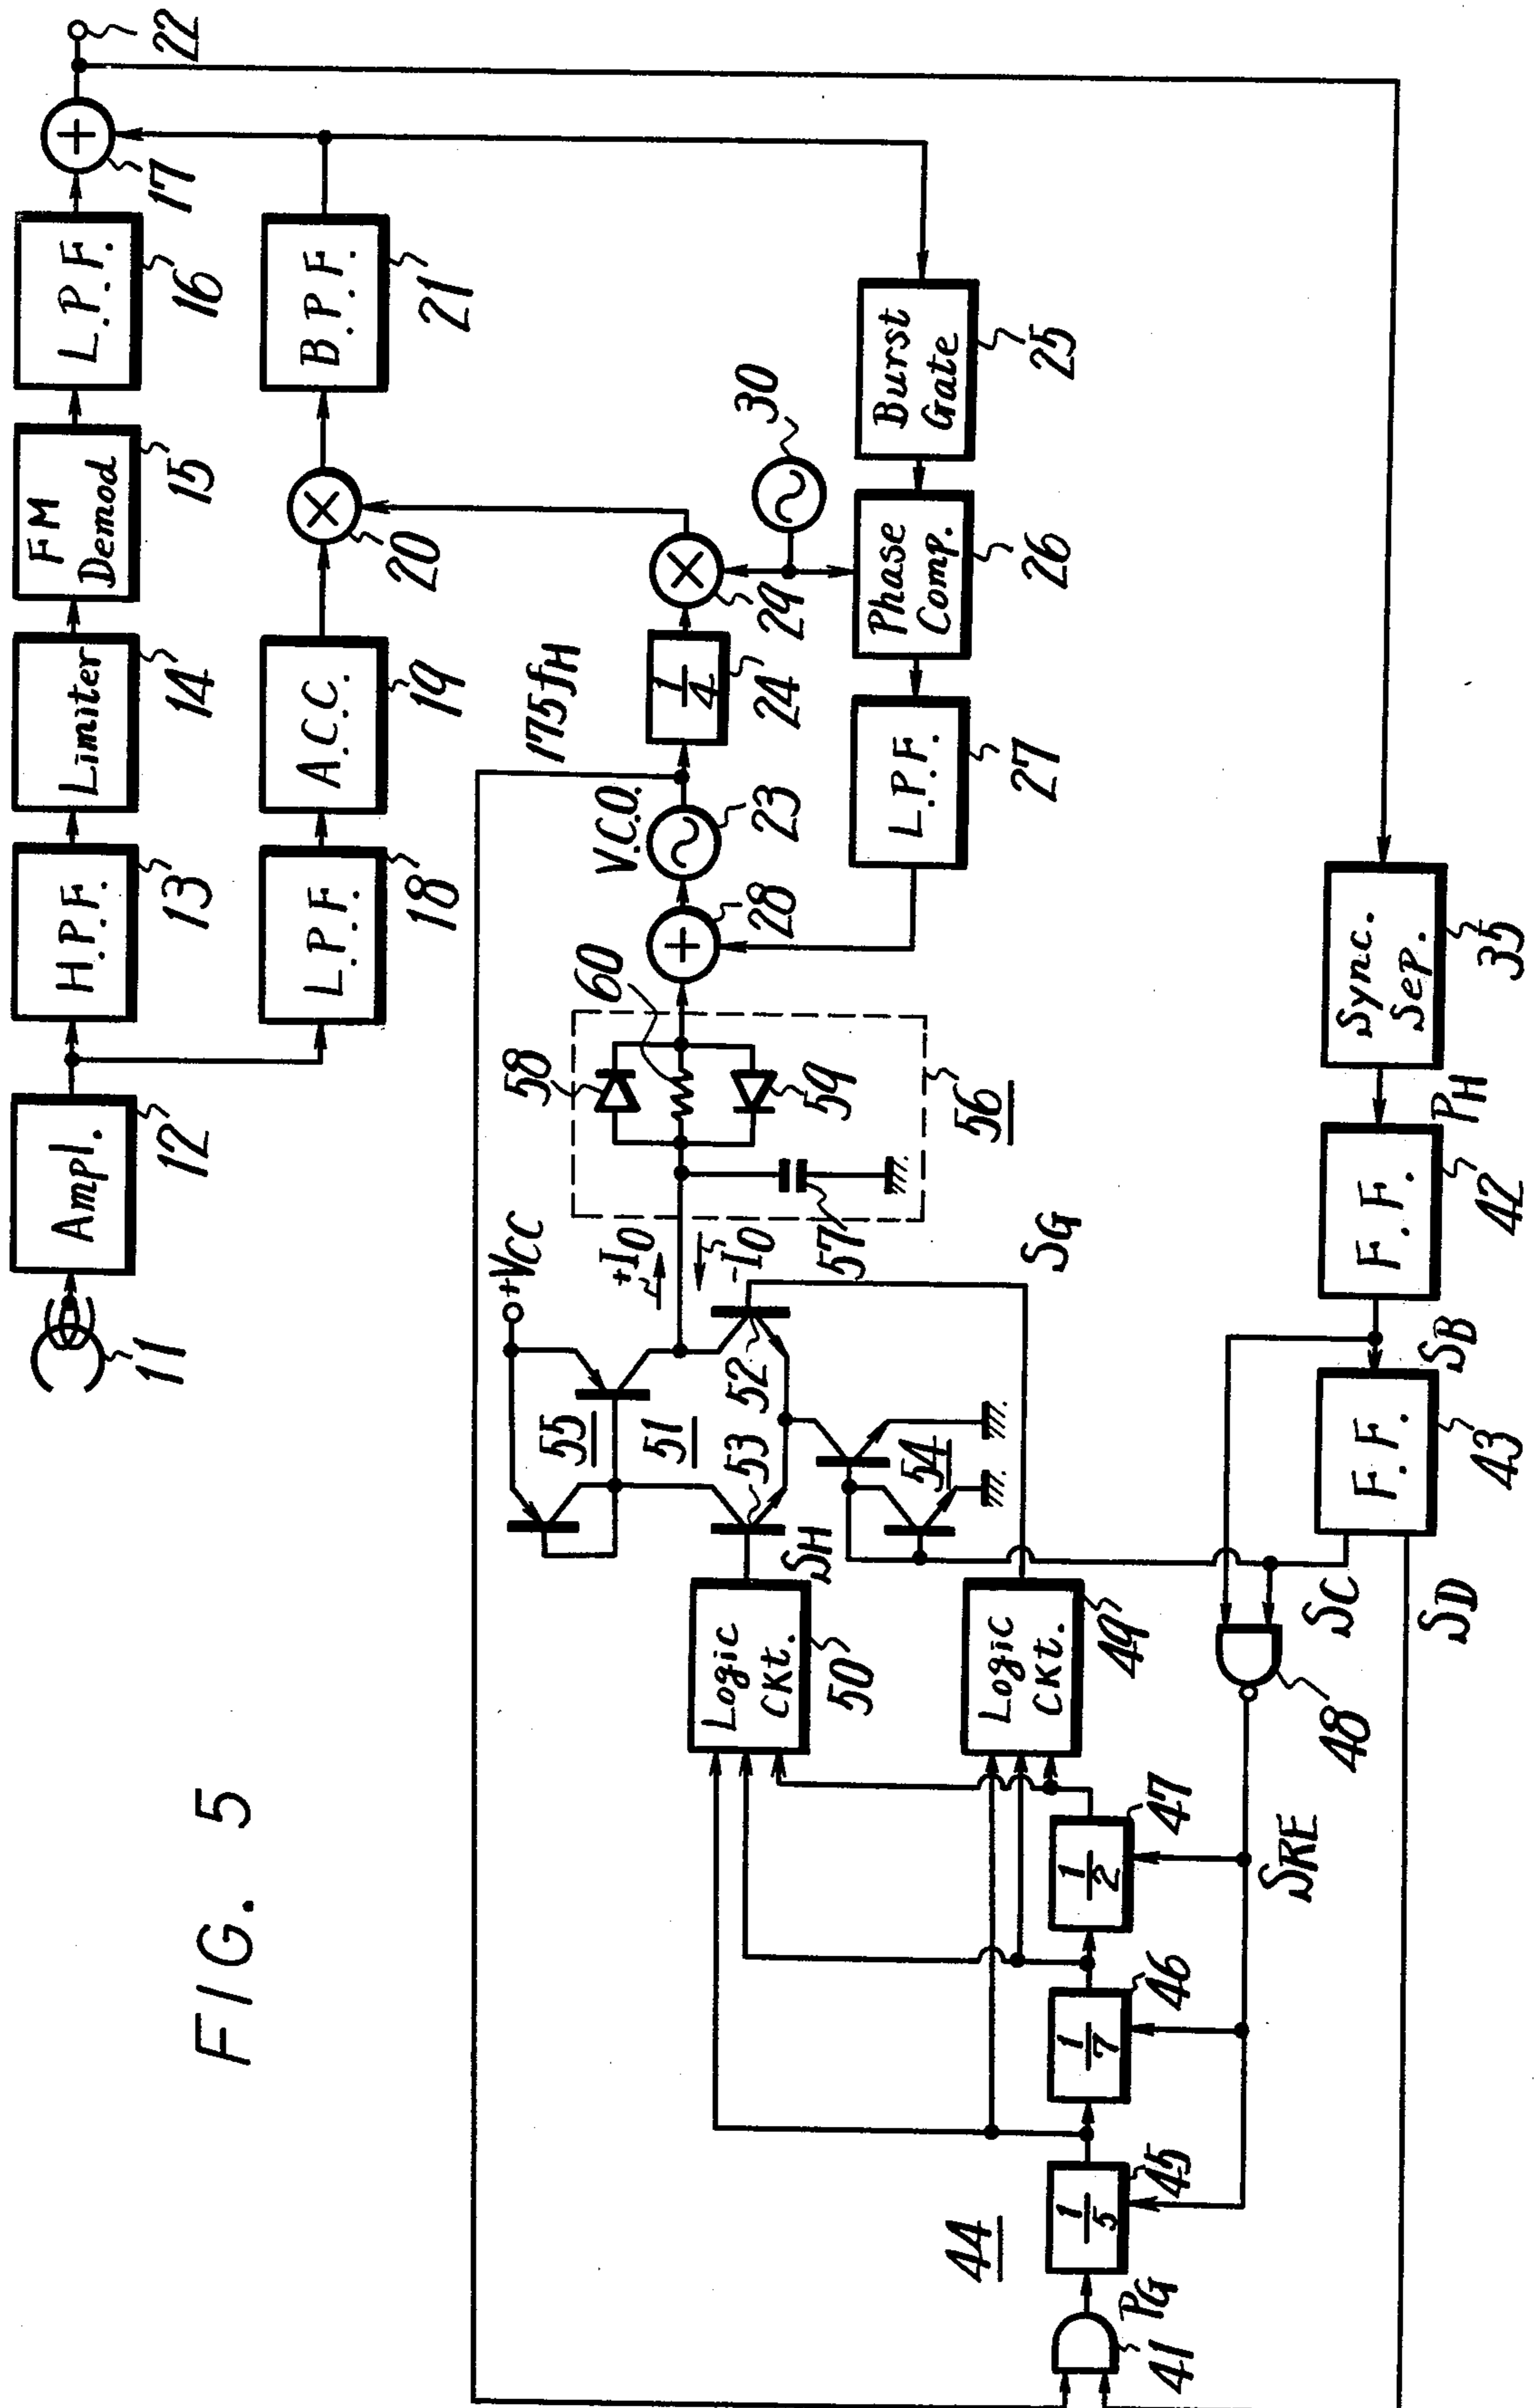 FIG. 5
11
Ampl.
12
H.P.F.
13
Limiter
14
FM
Demod
15
L.P.F.
16
+
17
22
L.P.F.
18
A.C.C.
19
×
20
B.P.F.
21
+VCC
55
51
53
52
54
+I0
-I0
57
58
59
60
56
+
28
V.C.O.
23
175fH
1/4
24
×
29
30
Burst
Gate
25
Phase
Comp.
26
L.P.F.
27
Logic
CKt.
50
SH
Logic
CKt.
49
SG
44
41
PG
1/5
45
1/7
46
1/2
47
SRE
48
SC
SD
F.F.
43
SB
F.F.
42
PH
Sync.
Sep.
35